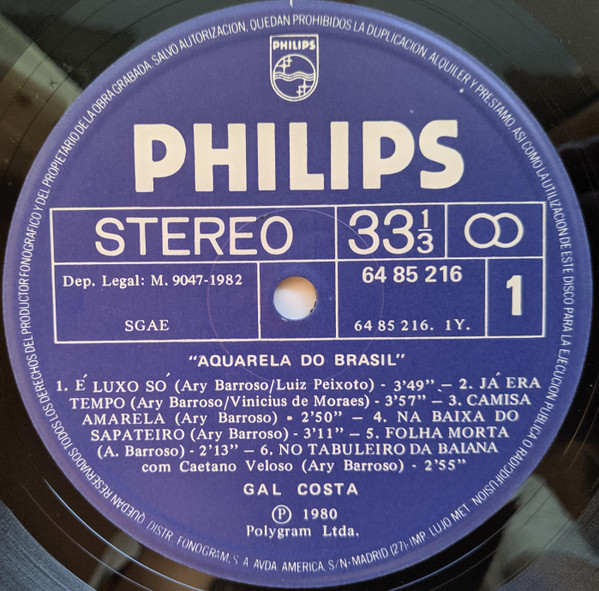 QUEDAN RESERVADOS TODOS LOS DERECHOS DEL PRODUCTOR FONOGRAFICO Y DEL PROPIETARIO DE LA OBRA GRABADA. SALVO AUTORIZACION, QUEDAN PROHIBIDOS LA DUPLICACION, ALQUILER Y PRESTAMO, ASI COMO LA UTILIZACION DE ESTE DISCO PARA LA EJECUCION PUBLICA O RADIODIFUSION
PHILIPS
PHILIPS
STEREO 33 1/3
Dep. Legal: M. 9047-1982 64 85 216 1
SGAE 64 85 216. 1Y.
"AQUARELA DO BRASIL"
1. É LUXO SÓ (Ary Barroso/Luiz Peixoto) - 3'49" - 2. JÁ ERA
TEMPO (Ary Barroso/Vinicius de Moraes) - 3'57" - 3. CAMISA
AMARELA (Ary Barroso) - 2'50" - 4. NA BAIXA DO
SAPATEIRO (Ary Barroso) - 3'11" - 5. FOLHA MORTA
(A. Barroso) - 2'13" - 6. NO TABULEIRO DA BAIANA
com Caetano Veloso (Ary Barroso) - 2'55"
GAL COSTA
Ⓟ 1980
Polygram Ltda.
DISTR. FONOGRAM, S. A. AVDA. AMERICA, S/N-MADRID (27)- IMP. LUJO MET.